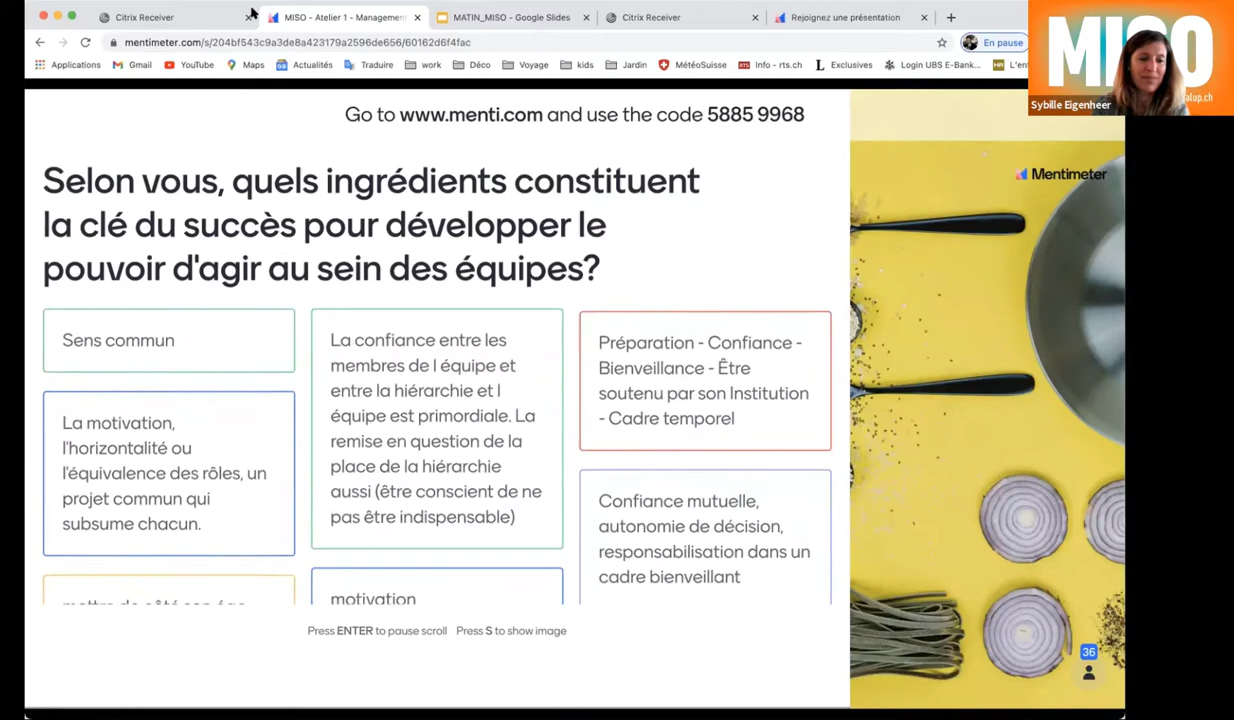 Citrix Receiver
MISO - Atelier 1 - Management
MATIN_MISO - Google Slides
Citrix Receiver
Rejoignez une présentation
mentimeter.com/s/204bf543c9a3de8a423179a2596de656/60162d6f4fac
En pause
Applications
Gmail
YouTube
Maps
Actualités
Traduire
work
Déco
Voyage
kids
Jardin
MétéoSuisse
Info - rts.ch
Exclusives
Login UBS E-Bank...
MISO
alup.ch
Sybille Eigenheer
Go to www.menti.com and use the code 5885 9968
Mentimeter
Selon vous, quels ingrédients constituent
la clé du succès pour développer le
pouvoir d'agir au sein des équipes?
Sens commun
La motivation,
l'horizontalité ou
l'équivalence des rôles, un
projet commun qui
subsume chacun.
La confiance entre les
membres de l équipe et
entre la hiérarchie et l
équipe est primordiale. La
remise en question de la
place de la hiérarchie
aussi (être conscient de ne
pas être indispensable)
motivation
Préparation - Confiance -
Bienveillance - Être
soutenu par son Institution
- Cadre temporel
Confiance mutuelle,
autonomie de décision,
responsabilisation dans un
cadre bienveillant
Press ENTER to pause scroll Press S to show image
36